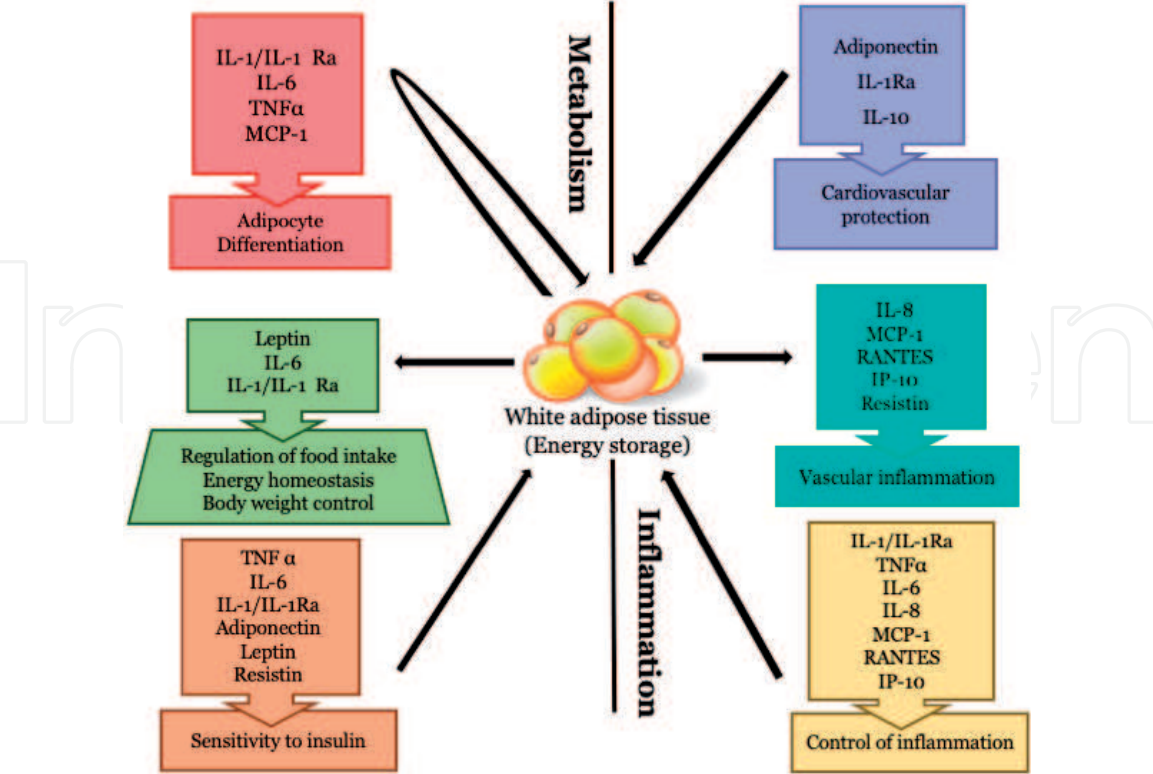 IL-1/IL-1 Ra
IL-6
TNFα
MCP-1
Adipocyte
Differentiation
Metabolism
Adiponectin
IL-1Ra
IL-10
Cardiovascular
protection
Leptin
IL-6
IL-1/IL-1 Ra
Regulation of food intake
Energy homeostasis
Body weight control
White adipose tissue
(Energy storage)
IL-8
MCP-1
RANTES
IP-10
Resistin
Vascular inflammation
TNF α
IL-6
IL-1/IL-1Ra
Adiponectin
Leptin
Resistin
Sensitivity to insulin
Inflammation
IL-1/IL-1Ra
TNFα
IL-6
IL-8
MCP-1
RANTES
IP-10
Control of inflammation